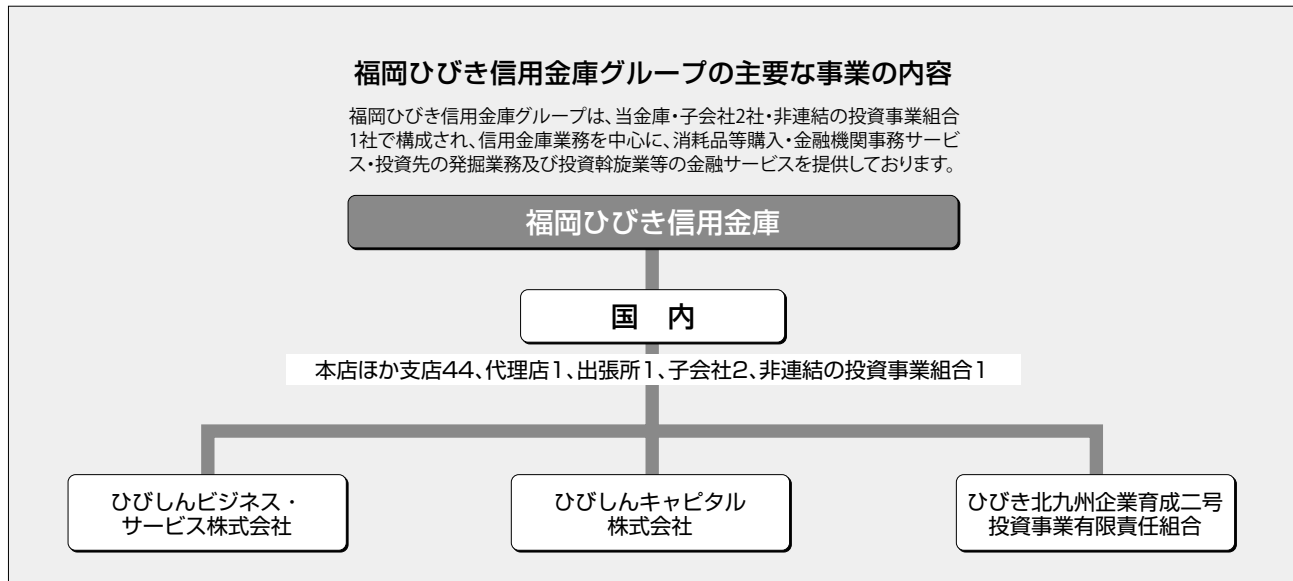 福岡ひびき信用金庫グループの主要な事業の内容
福岡ひびき信用金庫グループは、当金庫・子会社2社・非連結の投資事業組合
1社で構成され、信用金庫業務を中心に、消耗品等購入・金融機関事務サービ
ス・投資先の発掘業務及び投資斡旋業等の金融サービスを提供しております。
福岡ひびき信用金庫
国　内
本店ほか支店44、代理店1、出張所1、子会社2、非連結の投資事業組合1
ひびしんビジネス・
サービス株式会社
ひびしんキャピタル
株式会社
ひびき北九州企業育成二号
投資事業有限責任組合